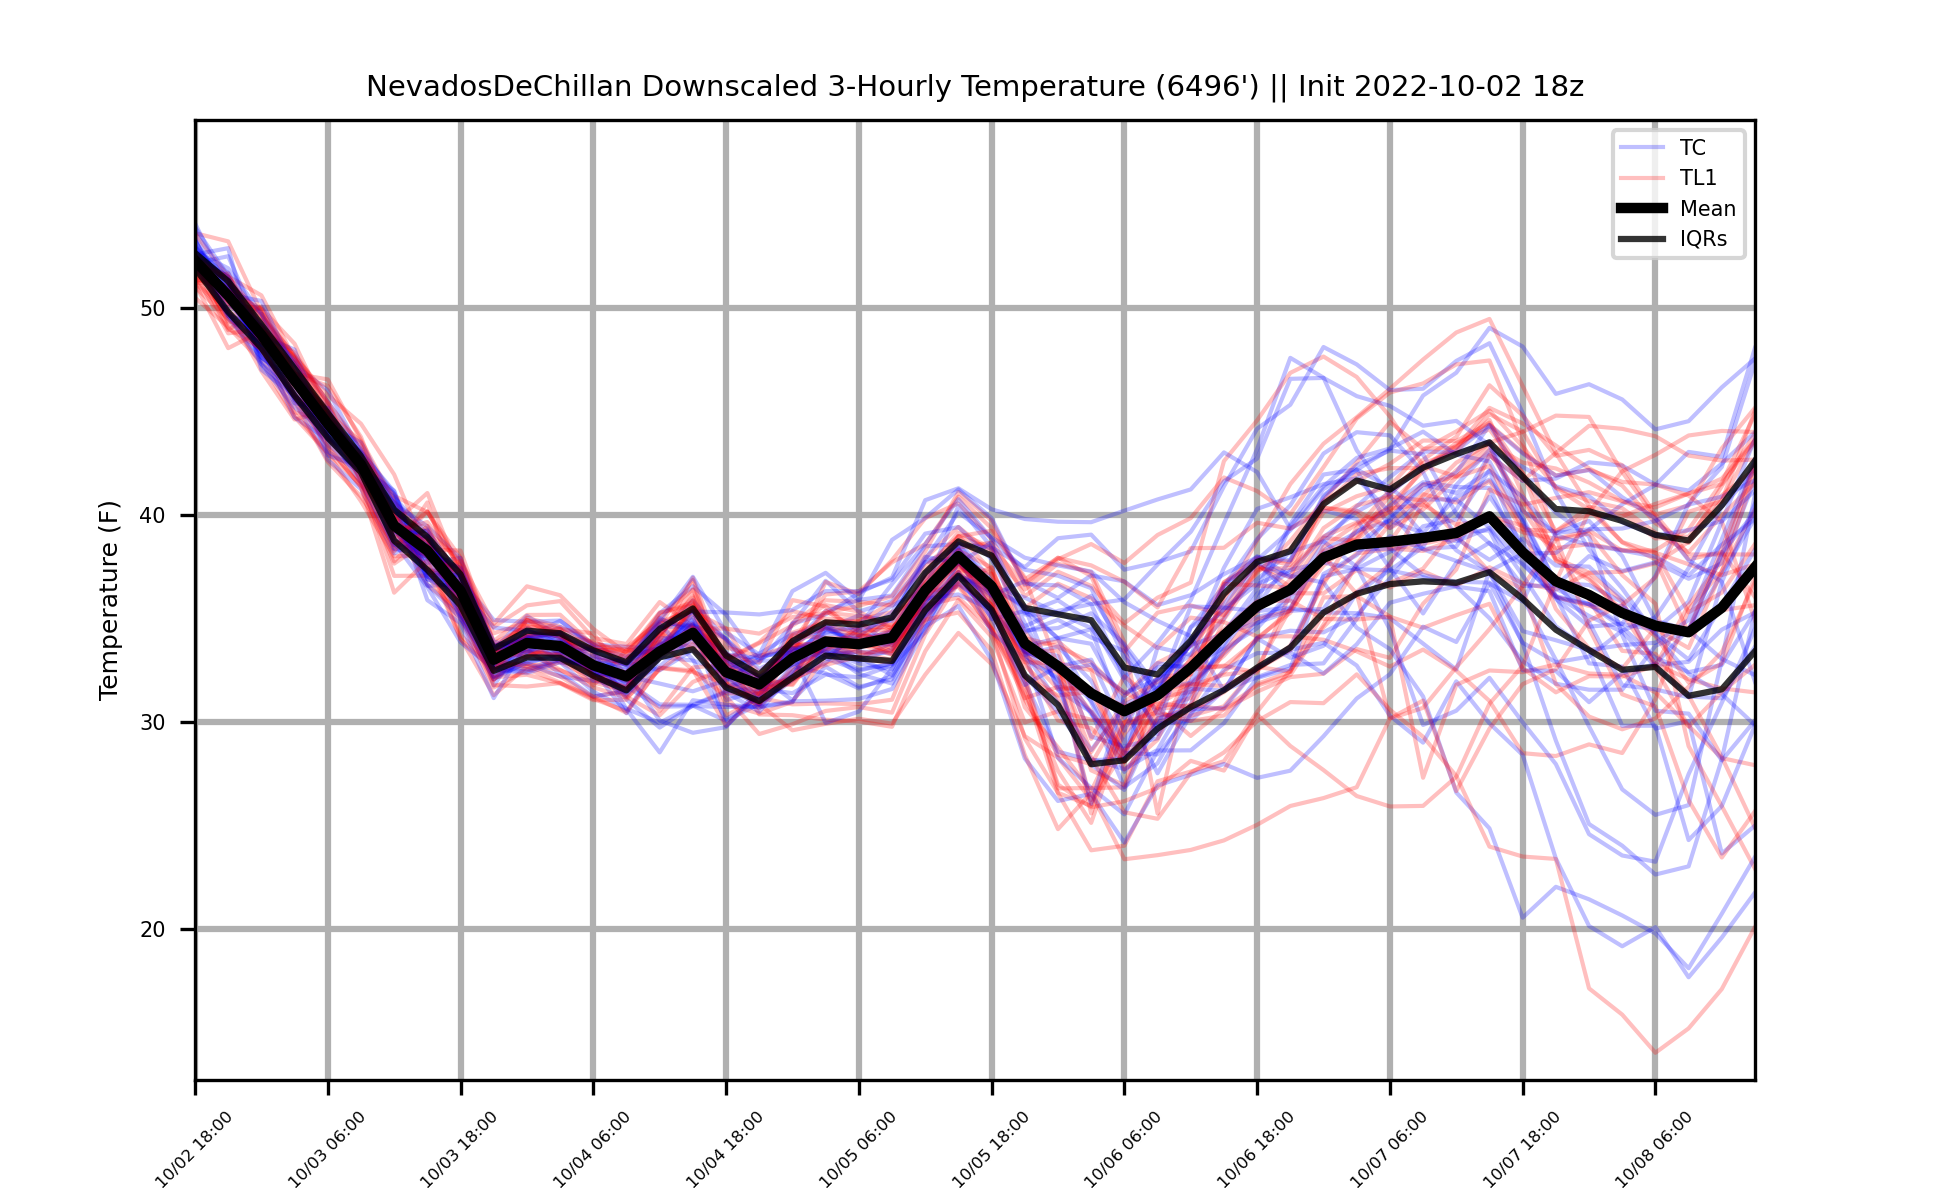 NevadosDeChillan Downscaled 3-Hourly Temperature (6496') || Init 2022-10-02 18z
TC
TL1
Mean
IQRs
Temperature (F)
50
40
30
20
10/02 18:00
10/03 06:00
10/03 18:00
10/04 06:00
10/04 18:00
10/05 06:00
10/05 18:00
10/06 06:00
10/06 18:00
10/07 06:00
10/07 18:00
10/08 06:00